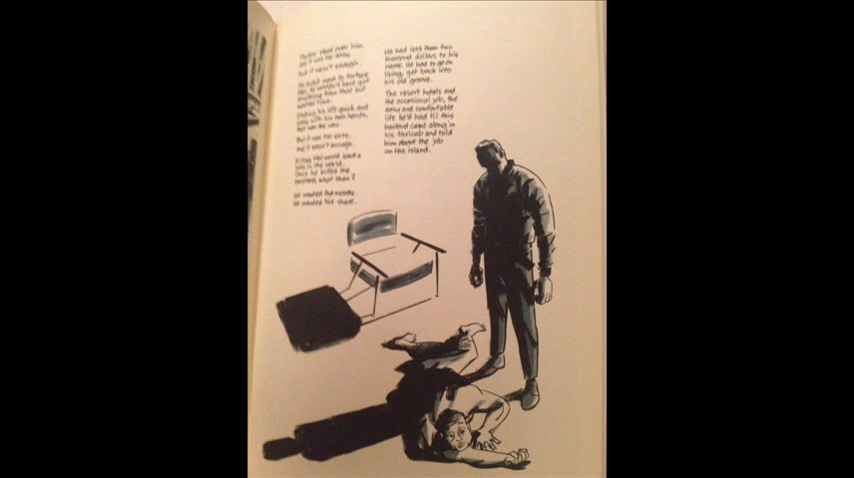 Parker stood over him,
and it was too easy.
And it wasn't enough.
He didn't want to torture
Mal, he wouldn't have got
anything from that but
wasted time.
Ending his life quick and
easy with his own hands,
that was the way.
But it was too easy,
and it wasn't enough.
Killing Mal would leave a
hole in the world.
Once he killed the
bastard, what then?
He wanted the money.
He wanted his share.
He had less than two
thousand dollars to his
name. He had to go on
living, get back into
his old groove.
The resort hotels and
the occasional job, the
easy and comfortable
life he'd had til this
bastard came along in
his taxicab and told
him about the job
on the island.